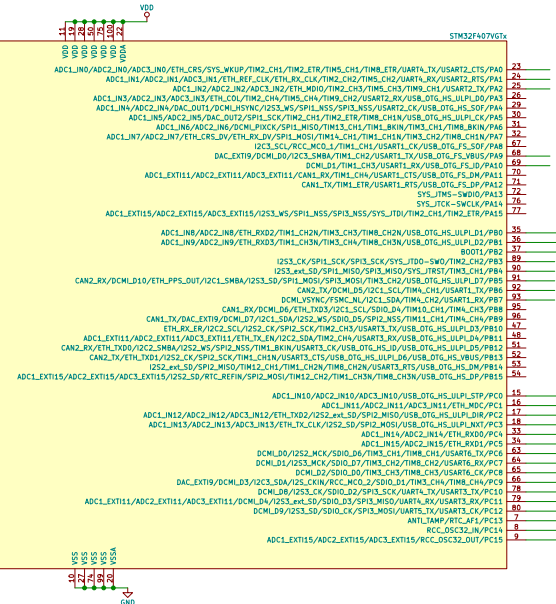 VDD
11 19 28 50 75 100 22
VDD VDD VDD VDD VDD VDD VDDA
STM32F407VGTx
ADC1_IN0/ADC2_IN0/ADC3_IN0/ETH_CRS/SYS_WKUP/TIM2_CH1/TIM2_ETR/TIM5_CH1/TIM8_ETR/UART4_TX/USART2_CTS/PA0 23
ADC1_IN1/ADC2_IN1/ADC3_IN1/ETH_REF_CLK/ETH_RX_CLK/TIM2_CH2/TIM5_CH2/UART4_RX/USART2_RTS/PA1 24
ADC1_IN2/ADC2_IN2/ADC3_IN2/ETH_MDIO/TIM2_CH3/TIM5_CH3/TIM9_CH1/USART2_TX/PA2 25
ADC1_IN3/ADC2_IN3/ADC3_IN3/ETH_COL/TIM2_CH4/TIM5_CH4/TIM9_CH2/USART2_RX/USB_OTG_HS_ULPI_D0/PA3 26
ADC1_IN4/ADC2_IN4/DAC_OUT1/DCMI_HSYNC/I2S3_WS/SPI1_NSS/SPI3_NSS/USART2_CK/USB_OTG_HS_SOF/PA4 29
ADC1_IN5/ADC2_IN5/DAC_OUT2/SPI1_SCK/TIM2_CH1/TIM2_ETR/TIM8_CH1N/USB_OTG_HS_ULPI_CK/PA5 30
ADC1_IN6/ADC2_IN6/DCMI_PIXCK/SPI1_MISO/TIM13_CH1/TIM1_BKIN/TIM3_CH1/TIM8_BKIN/PA6 31
ADC1_IN7/ADC2_IN7/ETH_CRS_DV/ETH_RX_DV/SPI1_MOSI/TIM14_CH1/TIM1_CH1N/TIM3_CH2/TIM8_CH1N/PA7 32
I2C3_SCL/RCC_MCO_1/TIM1_CH1/USART1_CK/USB_OTG_FS_SOF/PA8 67
DAC_EXTI9/DCMI_D0/I2C3_SMBA/TIM1_CH2/USART1_TX/USB_OTG_FS_VBUS/PA9 68
DCMI_D1/TIM1_CH3/USART1_RX/USB_OTG_FS_ID/PA10 69
ADC1_EXTI11/ADC2_EXTI11/ADC3_EXTI11/CAN1_RX/TIM1_CH4/USART1_CTS/USB_OTG_FS_DM/PA11 70
CAN1_TX/TIM1_ETR/USART1_RTS/USB_OTG_FS_DP/PA12 71
SYS_JTMS-SWDIO/PA13 72
SYS_JTCK-SWCLK/PA14 76
ADC1_EXTI15/ADC2_EXTI15/ADC3_EXTI15/I2S3_WS/SPI1_NSS/SPI3_NSS/SYS_JTDI/TIM2_CH1/TIM2_ETR/PA15 77
ADC1_IN8/ADC2_IN8/ETH_RXD2/TIM1_CH2N/TIM3_CH3/TIM8_CH2N/USB_OTG_HS_ULPI_D1/PB0 35
ADC1_IN9/ADC2_IN9/ETH_RXD3/TIM1_CH3N/TIM3_CH4/TIM8_CH3N/USB_OTG_HS_ULPI_D2/PB1 36
BOOT1/PB2 37
I2S3_CK/SPI1_SCK/SPI3_SCK/SYS_JTDO-SWO/TIM2_CH2/PB3 89
I2S3_ext_SD/SPI1_MISO/SPI3_MISO/SYS_JTRST/TIM3_CH1/PB4 90
CAN2_RX/DCMI_D10/ETH_PPS_OUT/I2C1_SMBA/I2S3_SD/SPI1_MOSI/SPI3_MOSI/TIM3_CH2/USB_OTG_HS_ULPI_D7/PB5 91
CAN2_TX/DCMI_D5/I2C1_SCL/TIM4_CH1/USART1_TX/PB6 92
DCMI_VSYNC/FSMC_NL/I2C1_SDA/TIM4_CH2/USART1_RX/PB7 93
CAN1_RX/DCMI_D6/ETH_TXD3/I2C1_SCL/SDIO_D4/TIM10_CH1/TIM4_CH3/PB8 95
CAN1_TX/DAC_EXTI9/DCMI_D7/I2C1_SDA/I2S2_WS/SDIO_D5/SPI2_NSS/TIM11_CH1/TIM4_CH4/PB9 96
ETH_RX_ER/I2C2_SCL/I2S2_CK/SPI2_SCK/TIM2_CH3/USART3_TX/USB_OTG_HS_ULPI_D3/PB10 47
ADC1_EXTI11/ADC2_EXTI11/ADC3_EXTI11/ETH_TX_EN/I2C2_SDA/TIM2_CH4/USART3_RX/USB_OTG_HS_ULPI_D4/PB11 48
CAN2_RX/ETH_TXD0/I2C2_SMBA/I2S2_WS/SPI2_NSS/TIM1_BKIN/USART3_CK/USB_OTG_HS_ID/USB_OTG_HS_ULPI_D5/PB12 51
CAN2_TX/ETH_TXD1/I2S2_CK/SPI2_SCK/TIM1_CH1N/USART3_CTS/USB_OTG_HS_ULPI_D6/USB_OTG_HS_VBUS/PB13 52
I2S2_ext_SD/SPI2_MISO/TIM12_CH1/TIM1_CH2N/TIM8_CH2N/USART3_RTS/USB_OTG_HS_DM/PB14 53
ADC1_EXTI15/ADC2_EXTI15/ADC3_EXTI15/I2S2_SD/RTC_REFIN/SPI2_MOSI/TIM12_CH2/TIM1_CH3N/TIM8_CH3N/USB_OTG_HS_DP/PB15 54
ADC1_IN10/ADC2_IN10/ADC3_IN10/USB_OTG_HS_ULPI_STP/PC0 15
ADC1_IN11/ADC2_IN11/ADC3_IN11/ETH_MDC/PC1 16
ADC1_IN12/ADC2_IN12/ADC3_IN12/ETH_TXD2/I2S2_ext_SD/SPI2_MISO/USB_OTG_HS_ULPI_DIR/PC2 17
ADC1_IN13/ADC2_IN13/ADC3_IN13/ETH_TX_CLK/I2S2_SD/SPI2_MOSI/USB_OTG_HS_ULPI_NXT/PC3 18
ADC1_IN14/ADC2_IN14/ETH_RXD0/PC4 33
ADC1_IN15/ADC2_IN15/ETH_RXD1/PC5 34
DCMI_D0/I2S2_MCK/SDIO_D6/TIM3_CH1/TIM8_CH1/USART6_TX/PC6 63
DCMI_D1/I2S3_MCK/SDIO_D7/TIM3_CH2/TIM8_CH2/USART6_RX/PC7 64
DCMI_D2/SDIO_D0/TIM3_CH3/TIM8_CH3/USART6_CK/PC8 65
DAC_EXTI9/DCMI_D3/I2C3_SDA/I2S_CKIN/RCC_MCO_2/SDIO_D1/TIM3_CH4/TIM8_CH4/PC9 66
DCMI_D8/I2S3_CK/SDIO_D2/SPI3_SCK/UART4_TX/USART3_TX/PC10 78
ADC1_EXTI11/ADC2_EXTI11/ADC3_EXTI11/DCMI_D4/I2S3_ext_SD/SDIO_D3/SPI3_MISO/UART4_RX/USART3_RX/PC11 79
DCMI_D9/I2S3_SD/SDIO_CK/SPI3_MOSI/UART5_TX/USART3_CK/PC12 80
ANTI_TAMP/RTC_AF1/PC13 7
RCC_OSC32_IN/PC14 8
ADC1_EXTI15/ADC2_EXTI15/ADC3_EXTI15/RCC_OSC32_OUT/PC15 9
VSS VSS VSS VSS VSSA
10 27 74 99 20
GND